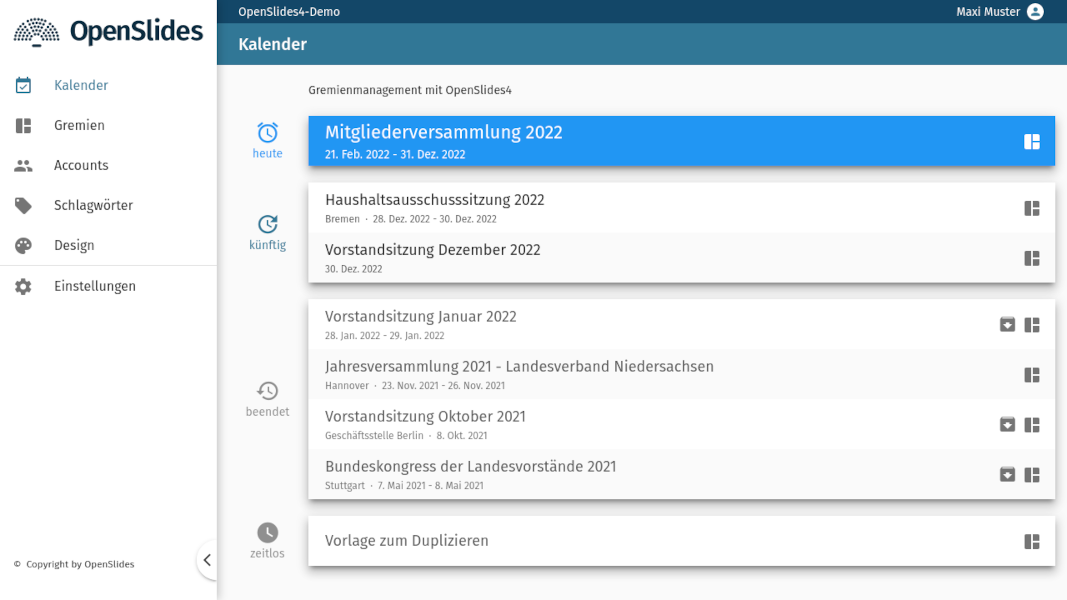 OpenSlides
Kalender
Gremien
Accounts
Schlagwörter
Design
Einstellungen
© Copyright by OpenSlides
OpenSlides4-Demo
Maxi Muster
Kalender
Gremienmanagement mit OpenSlides4
heute
Mitgliederversammlung 2022
21. Feb. 2022 - 31. Dez. 2022
künftig
Haushaltsausschusssitzung 2022
Bremen · 28. Dez. 2022 - 30. Dez. 2022
Vorstandsitzung Dezember 2022
30. Dez. 2022
beendet
Vorstandsitzung Januar 2022
28. Jan. 2022 - 29. Jan. 2022
Jahresversammlung 2021 - Landesverband Niedersachsen
Hannover · 23. Nov. 2021 - 26. Nov. 2021
Vorstandsitzung Oktober 2021
Geschäftsstelle Berlin · 8. Okt. 2021
Bundeskongress der Landesvorstände 2021
Stuttgart · 7. Mai 2021 - 8. Mai 2021
zeitlos
Vorlage zum Duplizieren